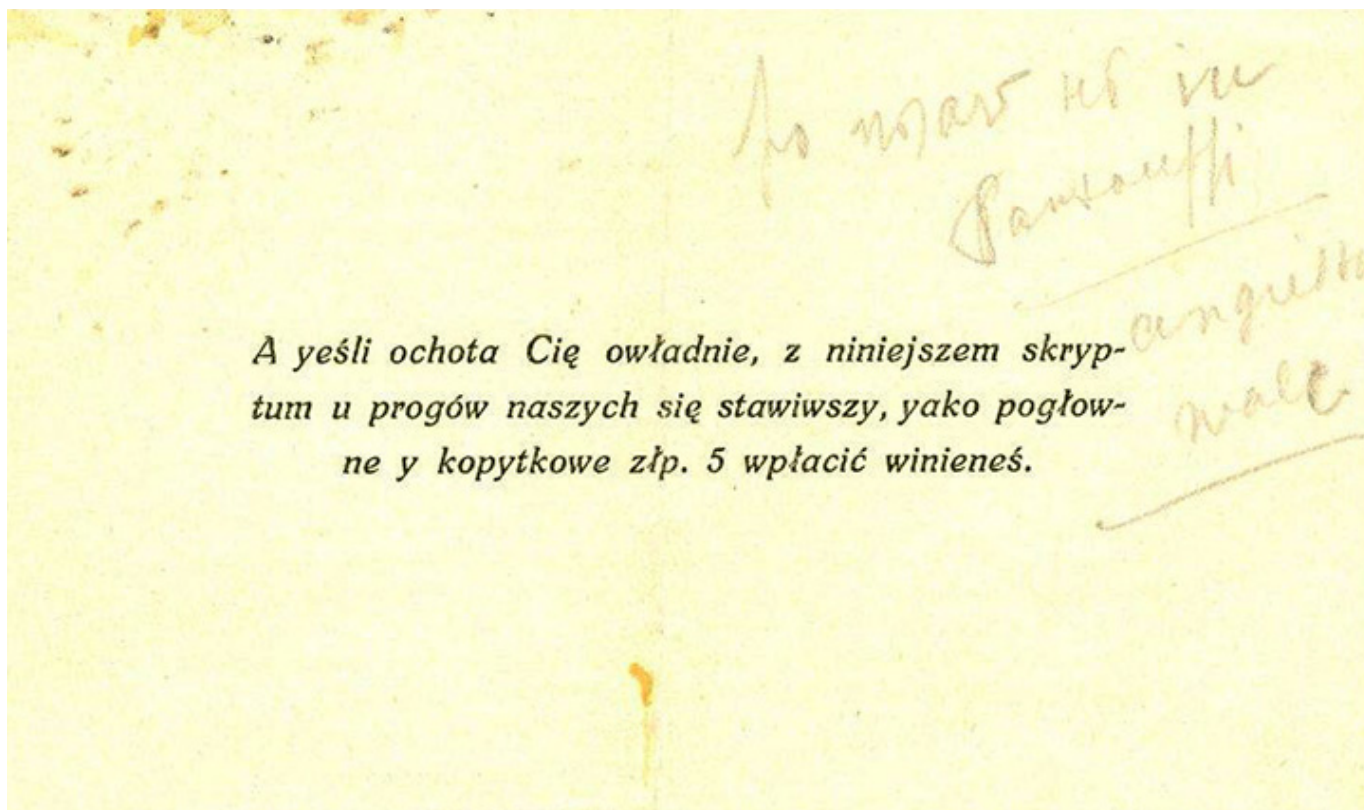 A yeśli ochota Cię owładnie, z niniejszem skryp-
tum u progów naszych się stawiwszy, yako pogłow-
ne y kopytkowe złp. 5 wpłacić winieneś.
walc